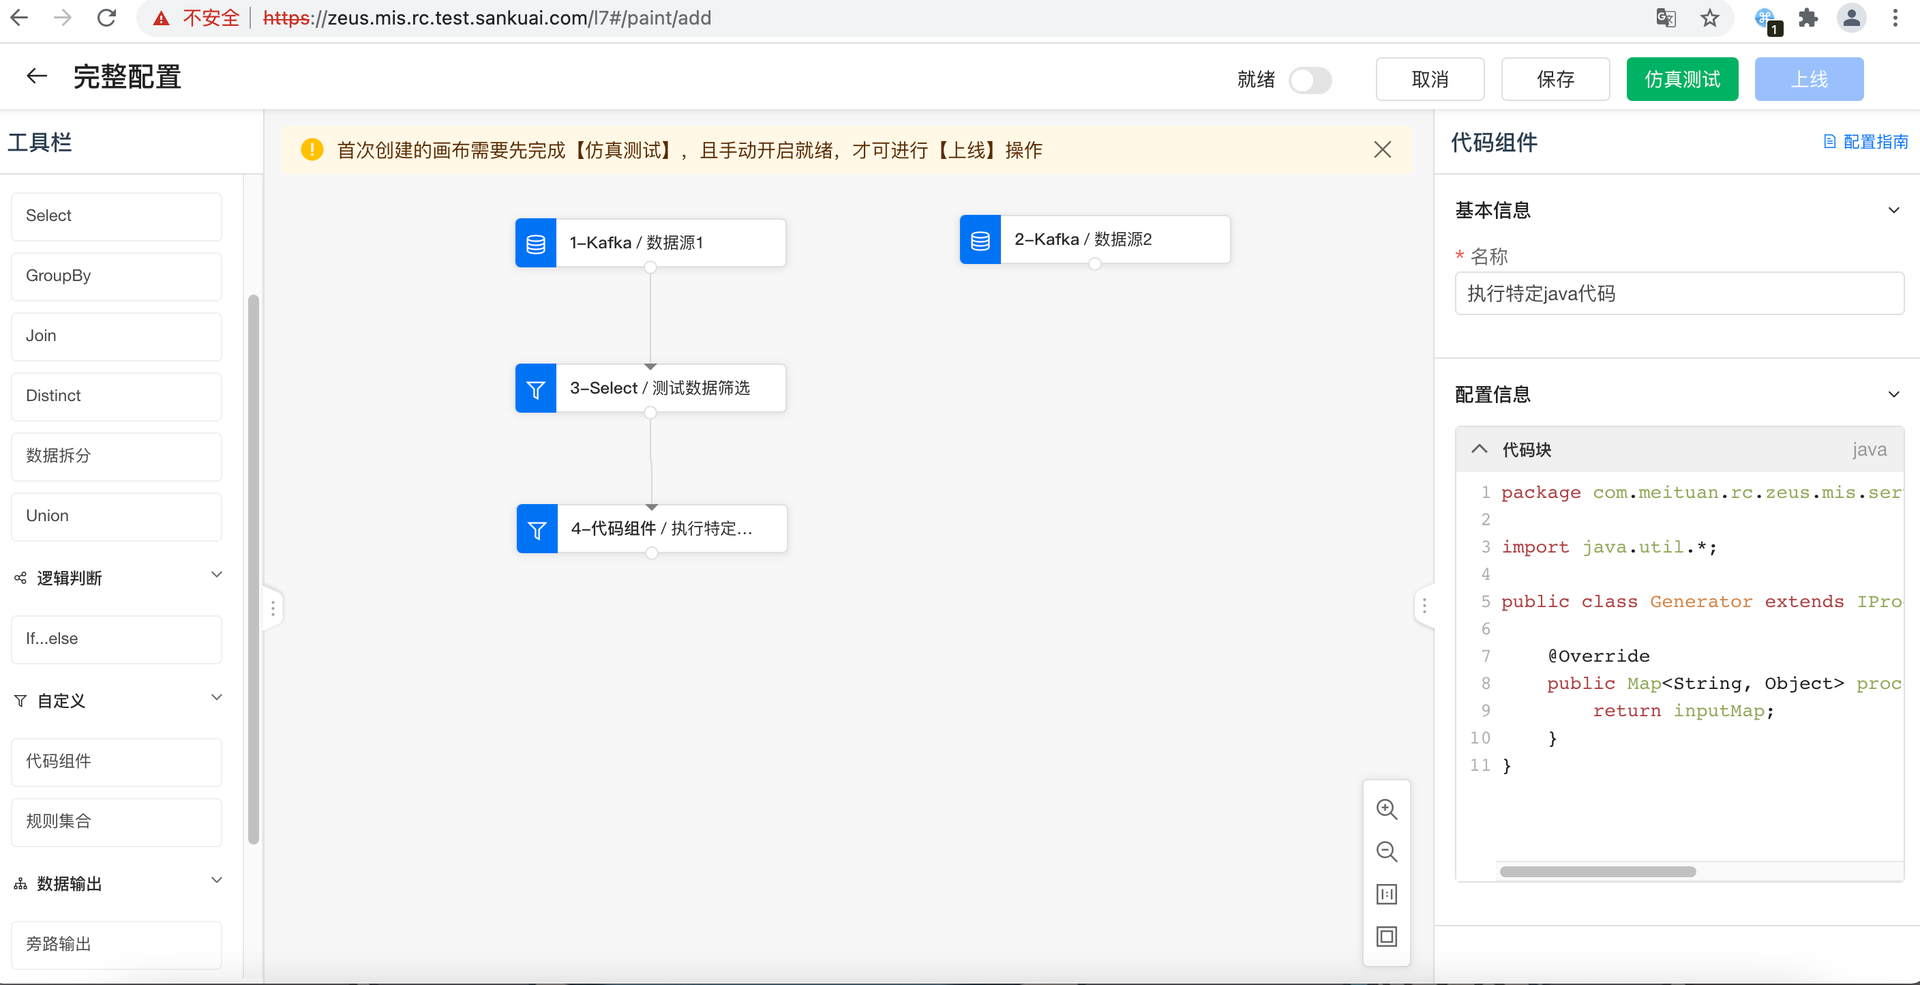 不安全
https://zeus.mis.rc.test.sankuai.com/l7#/paint/add
1
完整配置
就绪
取消
保存
仿真测试
上线
工具栏
Select
GroupBy
Join
Distinct
数据拆分
Union
逻辑判断
If...else
自定义
代码组件
规则集合
数据输出
旁路输出
首次创建的画布需要先完成【仿真测试】，且手动开启就绪，才可进行【上线】操作
1-Kafka / 数据源1
2-Kafka / 数据源2
3-Select / 测试数据筛选
4-代码组件 / 执行特定...
代码组件
配置指南
基本信息
* 名称
执行特定java代码
配置信息
代码块
java
1 package com.meituan.rc.zeus.mis.ser
2
3 import java.util.*;
4
5 public class Generator extends IPro
6
7 @Override
8 public Map<String, Object> proc
9 return inputMap;
10 }
11 }